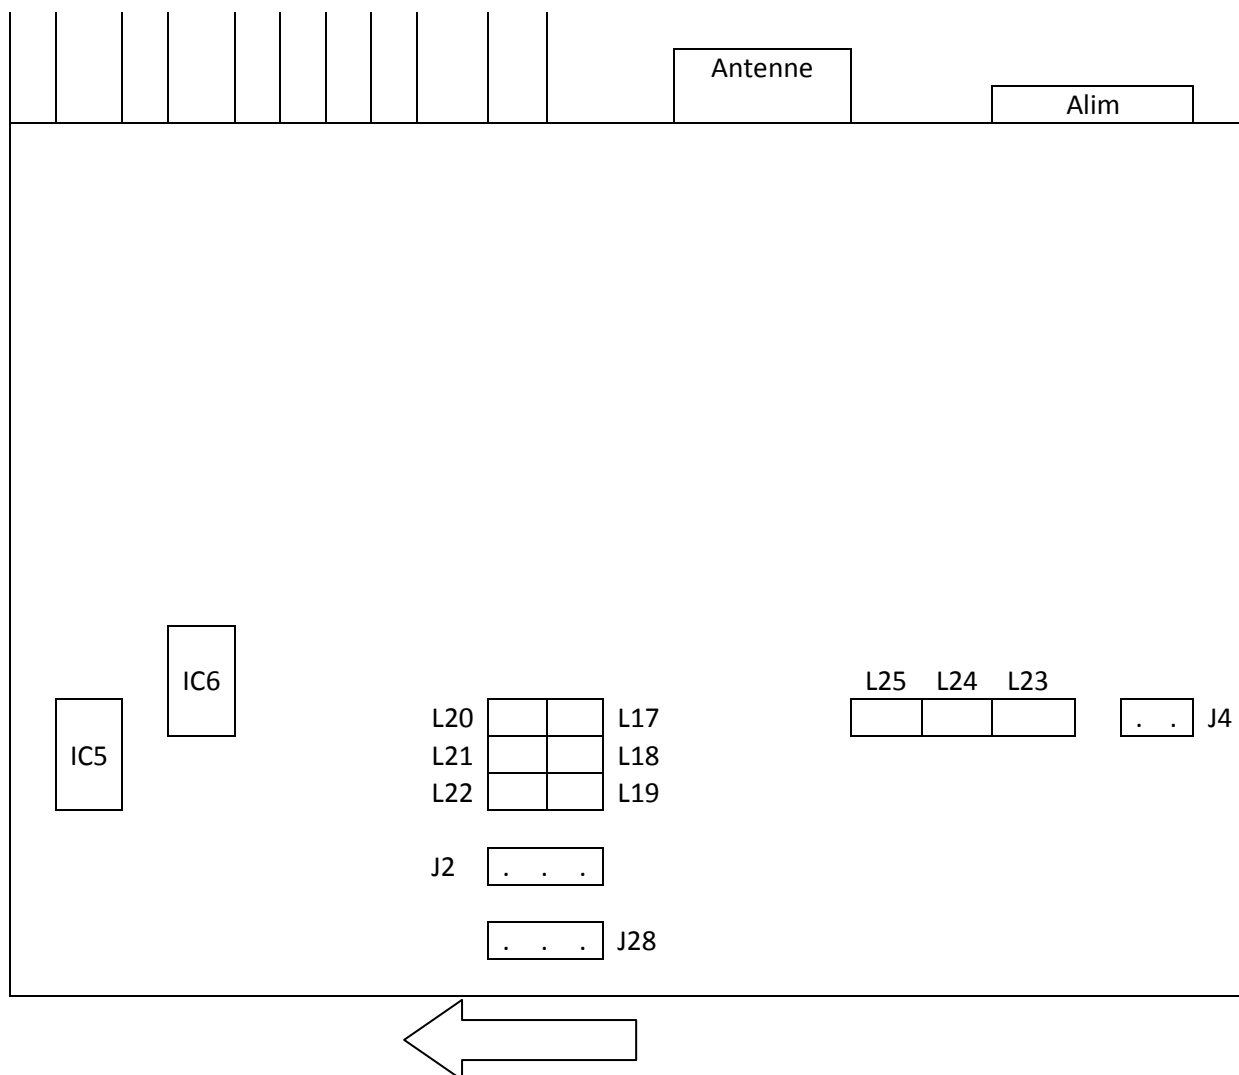 Antenne
Alim
IC6
L25 L24 L23
L20 L17 . . J4
IC5 L21 L18
L22 L19
J2 . . .
. . . J28